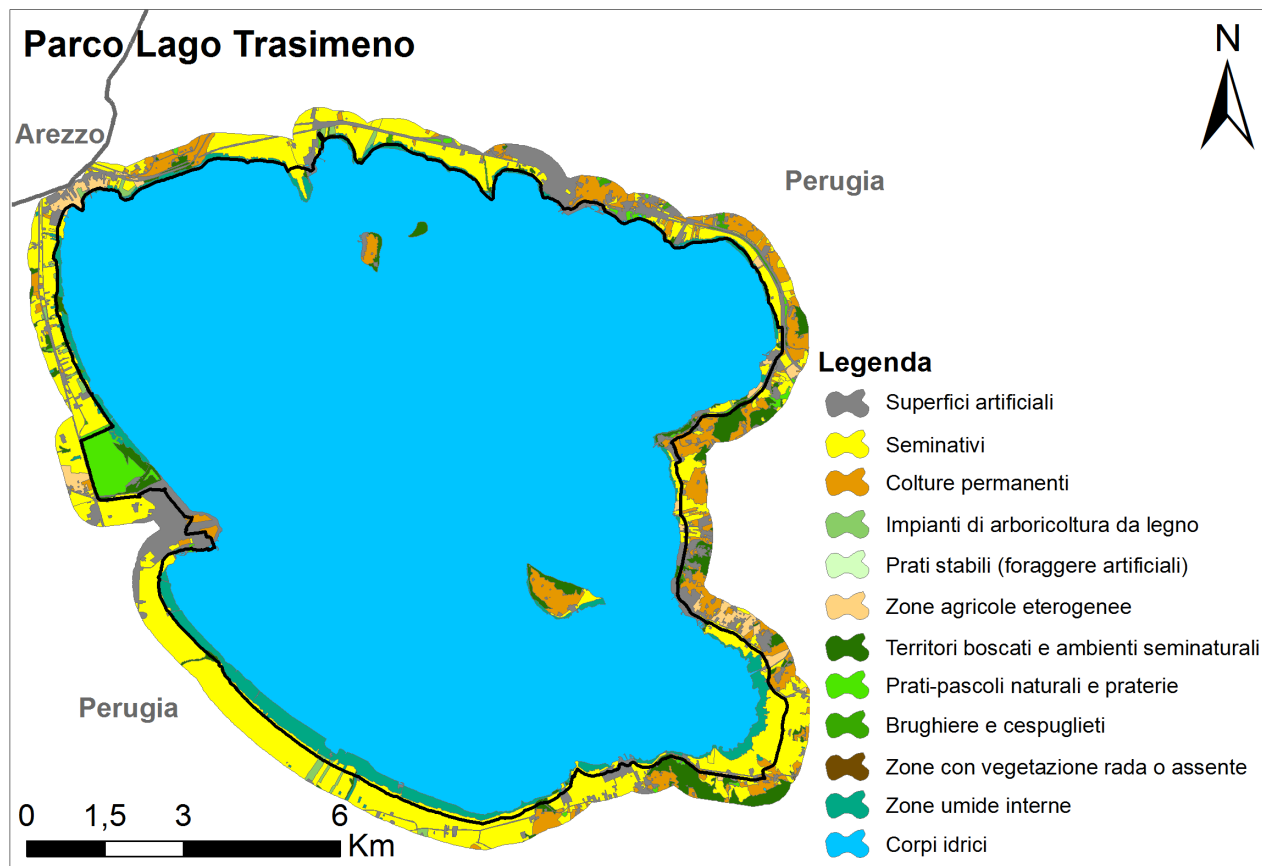 Parco Lago Trasimeno
N
Arezzo
Perugia
Legenda
Superfici artificiali
Seminativi
Colture permanenti
Impianti di arboricoltura da legno
Prati stabili (foraggere artificiali)
Zone agricole eterogenee
Territori boscati e ambienti seminaturali
Prati-pascoli naturali e praterie
Brughiere e cespuglieti
Zone con vegetazione rada o assente
Zone umide interne
Corpi idrici
Perugia
0 1,5 3 6
Km